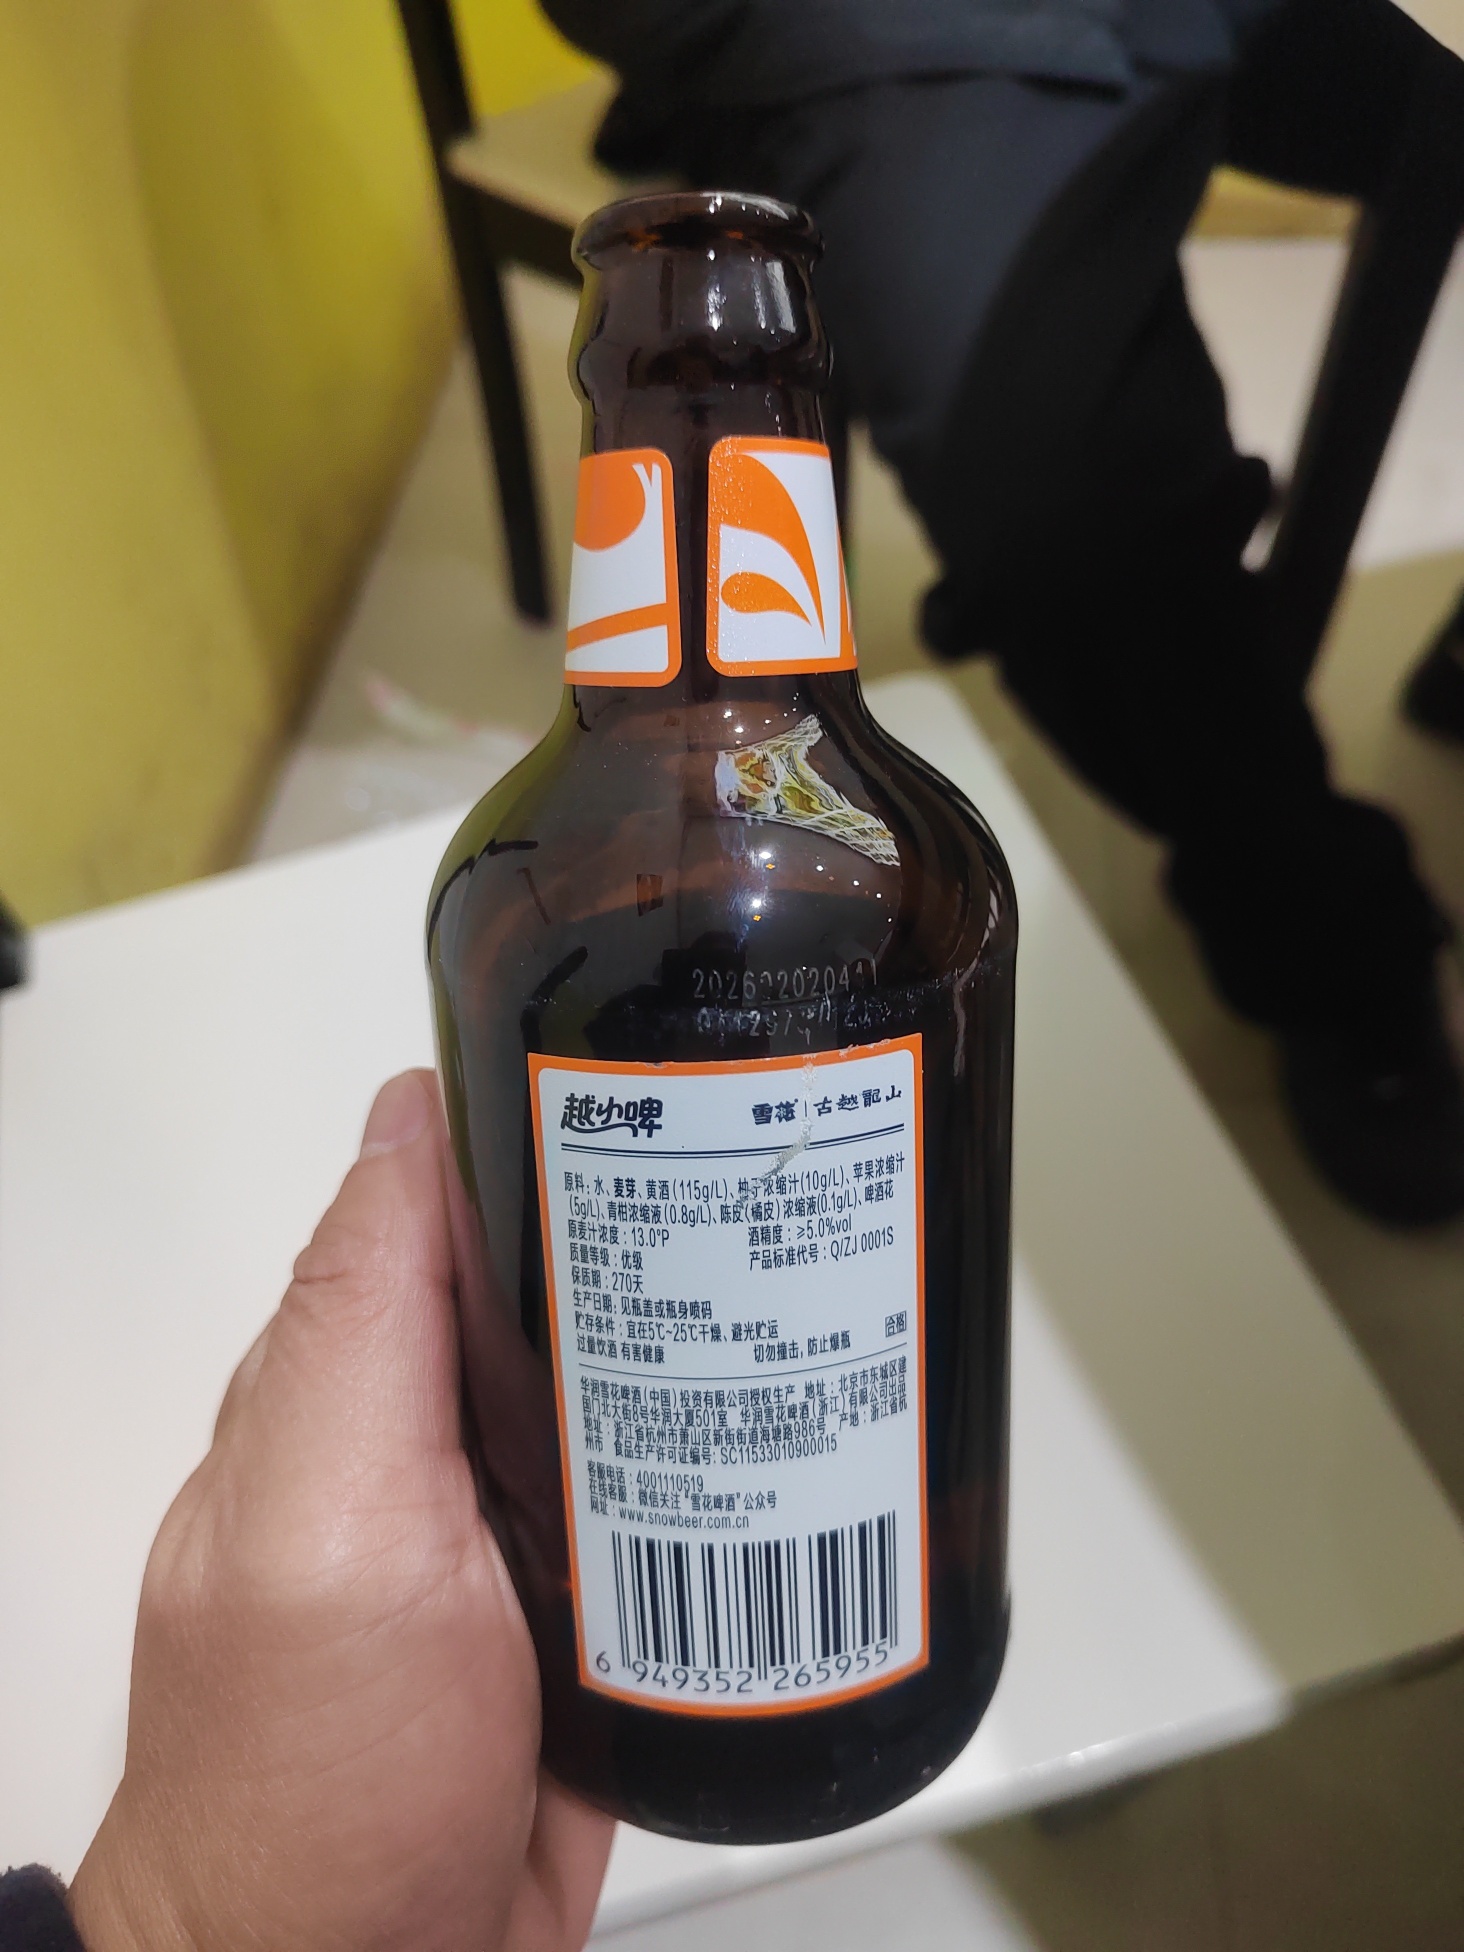 越小啤 雪花 古越龍山
原料：水、麦芽、黄酒(115g/L)、柚子浓缩汁(10g/L)、苹果浓缩汁
(5g/L)、青柑浓缩液(0.8g/L)、陈皮(橘皮)浓缩液(0.1g/L)、啤酒花
原麦汁浓度：13.0°P 酒精度：≥5.0%vol
质量等级：优级 产品标准代号：Q/ZJ 0001S
保质期：270天
生产日期：见瓶盖或瓶身喷码
贮存条件：宜在5℃~25℃干燥、避光贮运 合格
过量饮酒 有害健康 切勿撞击，防止爆瓶
华润雪花啤酒(中国)投资有限公司授权生产 地址：北京市东城区建
国门北大街8号华润大厦501室 华润雪花啤酒(浙江)有限公司出品
地址：浙江省杭州市萧山区新街街道海塘路986号 产地：浙江省杭
州市 食品生产许可证编号：SC11533010900015
客服电话：4001110519
在线客服：微信关注"雪花啤酒"公众号
网址：www.snowbeer.com.cn
6 949352 265955